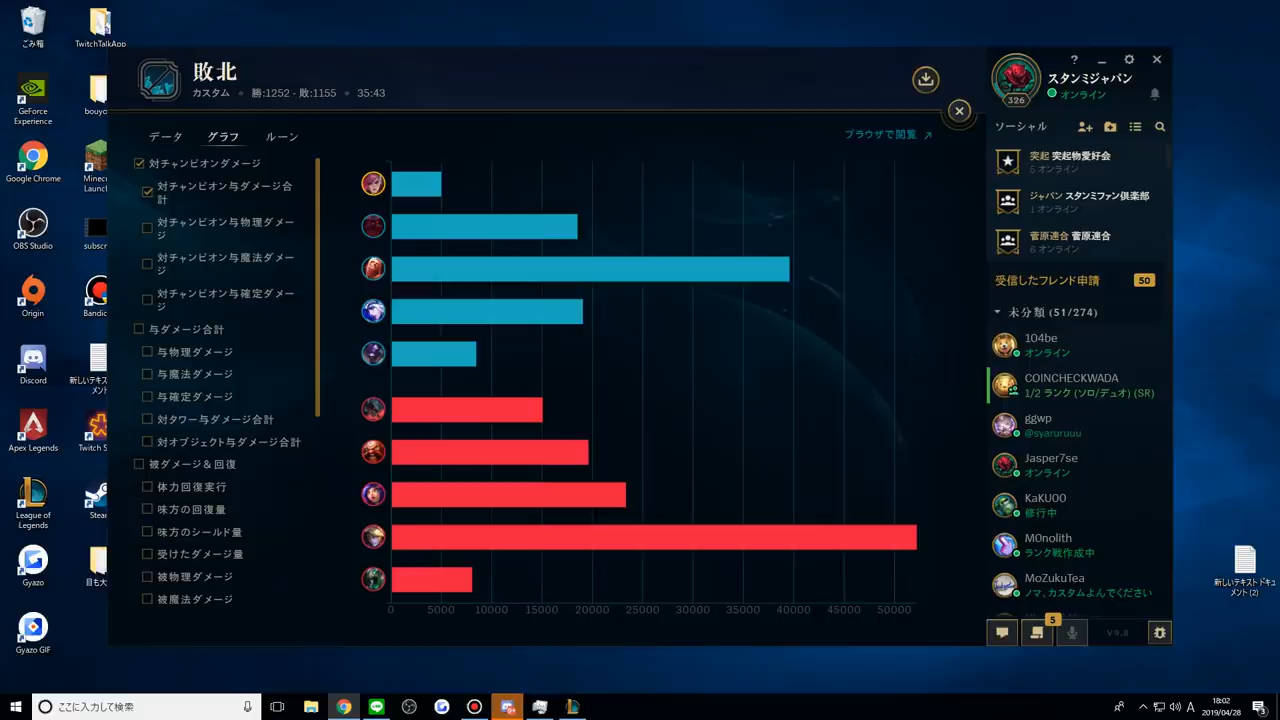 ごみ箱
TwitchTalkApp
GeForce
Experience
bouyo
Google Chrome
Minec
Launch
OBS Studio
subscr
Origin
Bandic
Discord
新しいテキス
メント
Apex Legends
Twitch S
League of
Legends
Steam
Gyazo
目も大
Gyazo GIF
新しいテキスト ドキュ
メント (2)
敗北
カスタム 勝:1252 - 敗:1155 35:43
データ グラフ ルーン
ブラウザで閲覧
対チャンピオンダメージ
対チャンピオン与ダメージ合
計
対チャンピオン与物理ダメー
ジ
対チャンピオン与魔法ダメー
ジ
対チャンピオン与確定ダメー
ジ
与ダメージ合計
与物理ダメージ
与魔法ダメージ
与確定ダメージ
対タワー与ダメージ合計
対オブジェクト与ダメージ合計
被ダメージ&回復
体力回復実行
味方の回復量
味方のシールド量
受けたダメージ量
被物理ダメージ
被魔法ダメージ
0 5000 10000 15000 20000 25000 30000 35000 40000 45000 50000
?
326
スタンミジャパン
オンライン
ソーシャル
突起 突起物愛好会
5 オンライン
ジャパン スタンミファン倶楽部
1 オンライン
菅原連合 菅原連合
6 オンライン
受信したフレンド申請 50
未分類 (51/274)
104be
オンライン
COINCHECKWADA
1/2 ランク (ソロ/デュオ) (SR)
ggwp
@syaruruuu
Jasper7se
オンライン
KaKU00
修行中
M0nolith
ランク戦作成中
MoZukuTea
ノマ、カスタムよんでください
5
V9.8
ここに入力して検索
A
18:02
2019/04/28
3